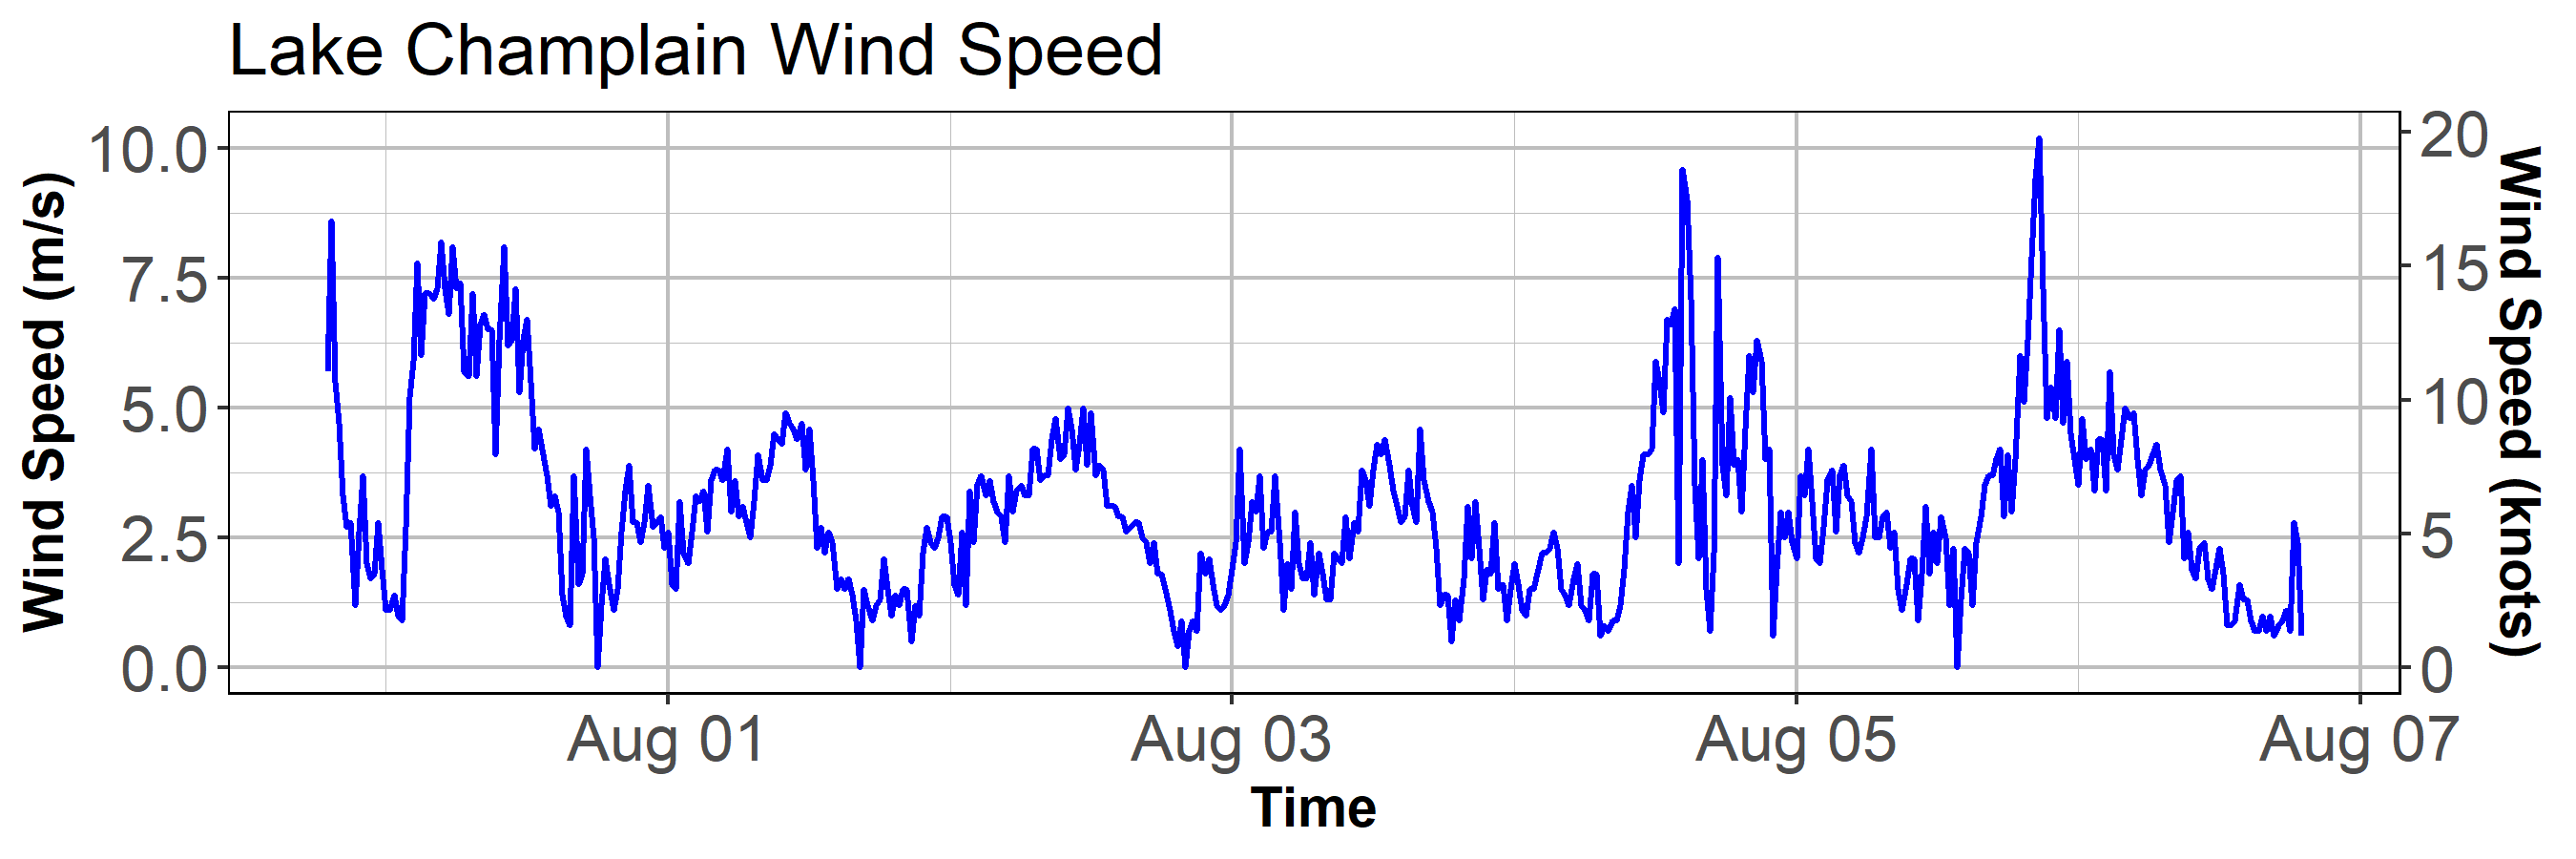 Lake Champlain Wind Speed
Wind Speed (m/s)
10.0
7.5
5.0
2.5
0.0
20
15
10
5
0
Wind Speed (knots)
Aug 01 Aug 03 Aug 05 Aug 07
Time